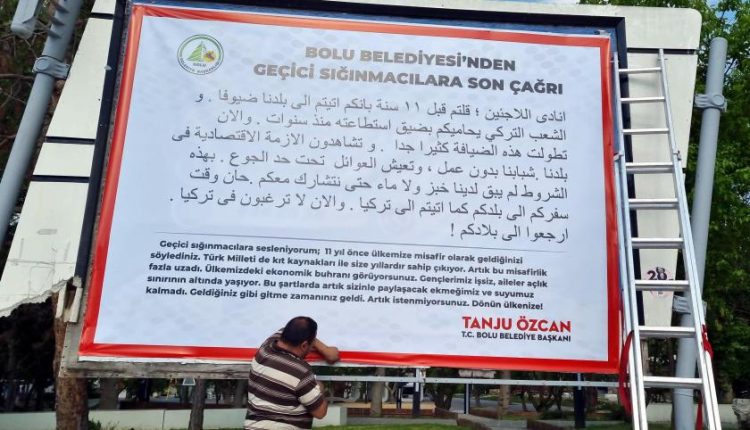 BOLU BELEDİYESİ'NDEN
GEÇİCİ SIĞINMACILARA SON ÇAĞRI
BOLU
انادى اللاجئين ؛ قلتم قبل ١١ سنة بانكم اتيتم الى بلدنا ضيوفا . و
الشعب التركي يحاميكم بضيق استطاعته منذ سنوات . والان
تطولت هذه الضيافة كثيرا جدا . و تشاهدون الازمة الاقتصادية فى
بلدنا .شبابنا بدون عمل ، وتعيش العوائل تحت حد الجوع . بهذه
الشروط لم يبق لدينا خبز ولا ماء حتى نتشارك معكم .حان وقت
سفركم الى بلدكم كما اتيتم الى تركيا . والان لا ترغبون فى تركيا .
ارجعوا الى بلادكم !
Geçici sığınmacılara sesleniyorum; 11 yıl önce ülkemize misafir olarak geldiğinizi
söylediniz. Türk Milleti de kıt kaynakları ile size yıllardır sahip çıkıyor. Artık bu misafirlik
fazla uzadı. Ülkemizdeki ekonomik buhranı görüyorsunuz. Gençlerimiz işsiz, aileler açlık
sınırının altında yaşıyor. Bu şartlarda artık sizinle paylaşacak ekmeğimiz ve suyumuz
kalmadı. Geldiğiniz gibi gitme zamanınız geldi. Artık istenmiyorsunuz. Dönün ülkenize!
TANJU ÖZCAN
T.C. BOLU BELEDİYE BAŞKANI
28